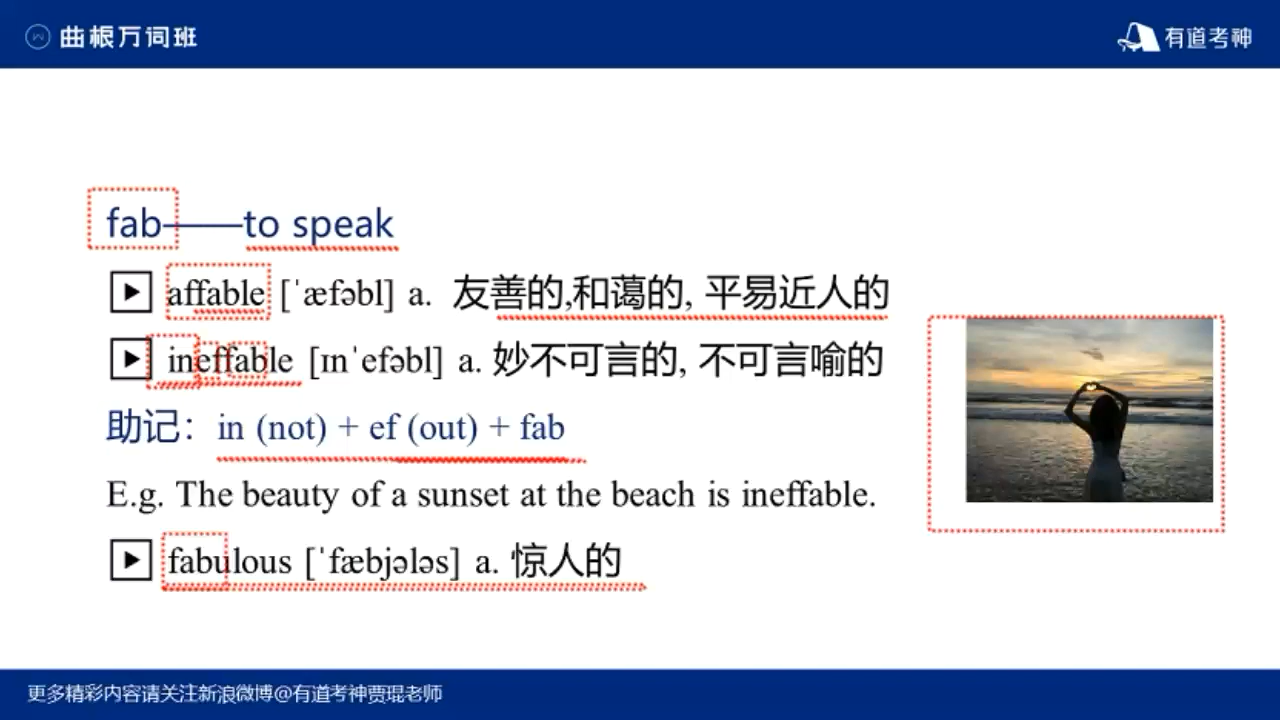 曲根万词班
有道考神
fab——to speak
affable [ˈæfəbl] a. 友善的,和蔼的, 平易近人的
ineffable [ɪnˈefəbl] a. 妙不可言的, 不可言喻的
助记：in (not) + ef (out) + fab
E.g. The beauty of a sunset at the beach is ineffable.
fabulous [ˈfæbjələs] a. 惊人的
更多精彩内容请关注新浪微博@有道考神贾琨老师